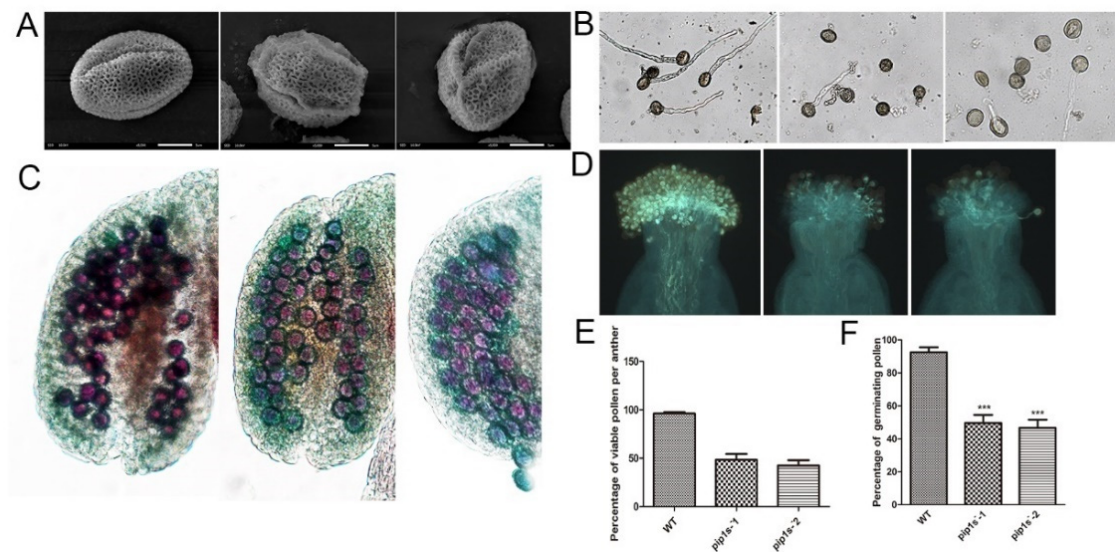 A
B
C
D
E
Percentage of viable pollen per anther
150
100
50
0
WT
pip1s-1
pip1s-2
F
Percentage of germinating pollen
100
80
60
40
20
0
***
***
WT
pip1s-1
pip1s-2